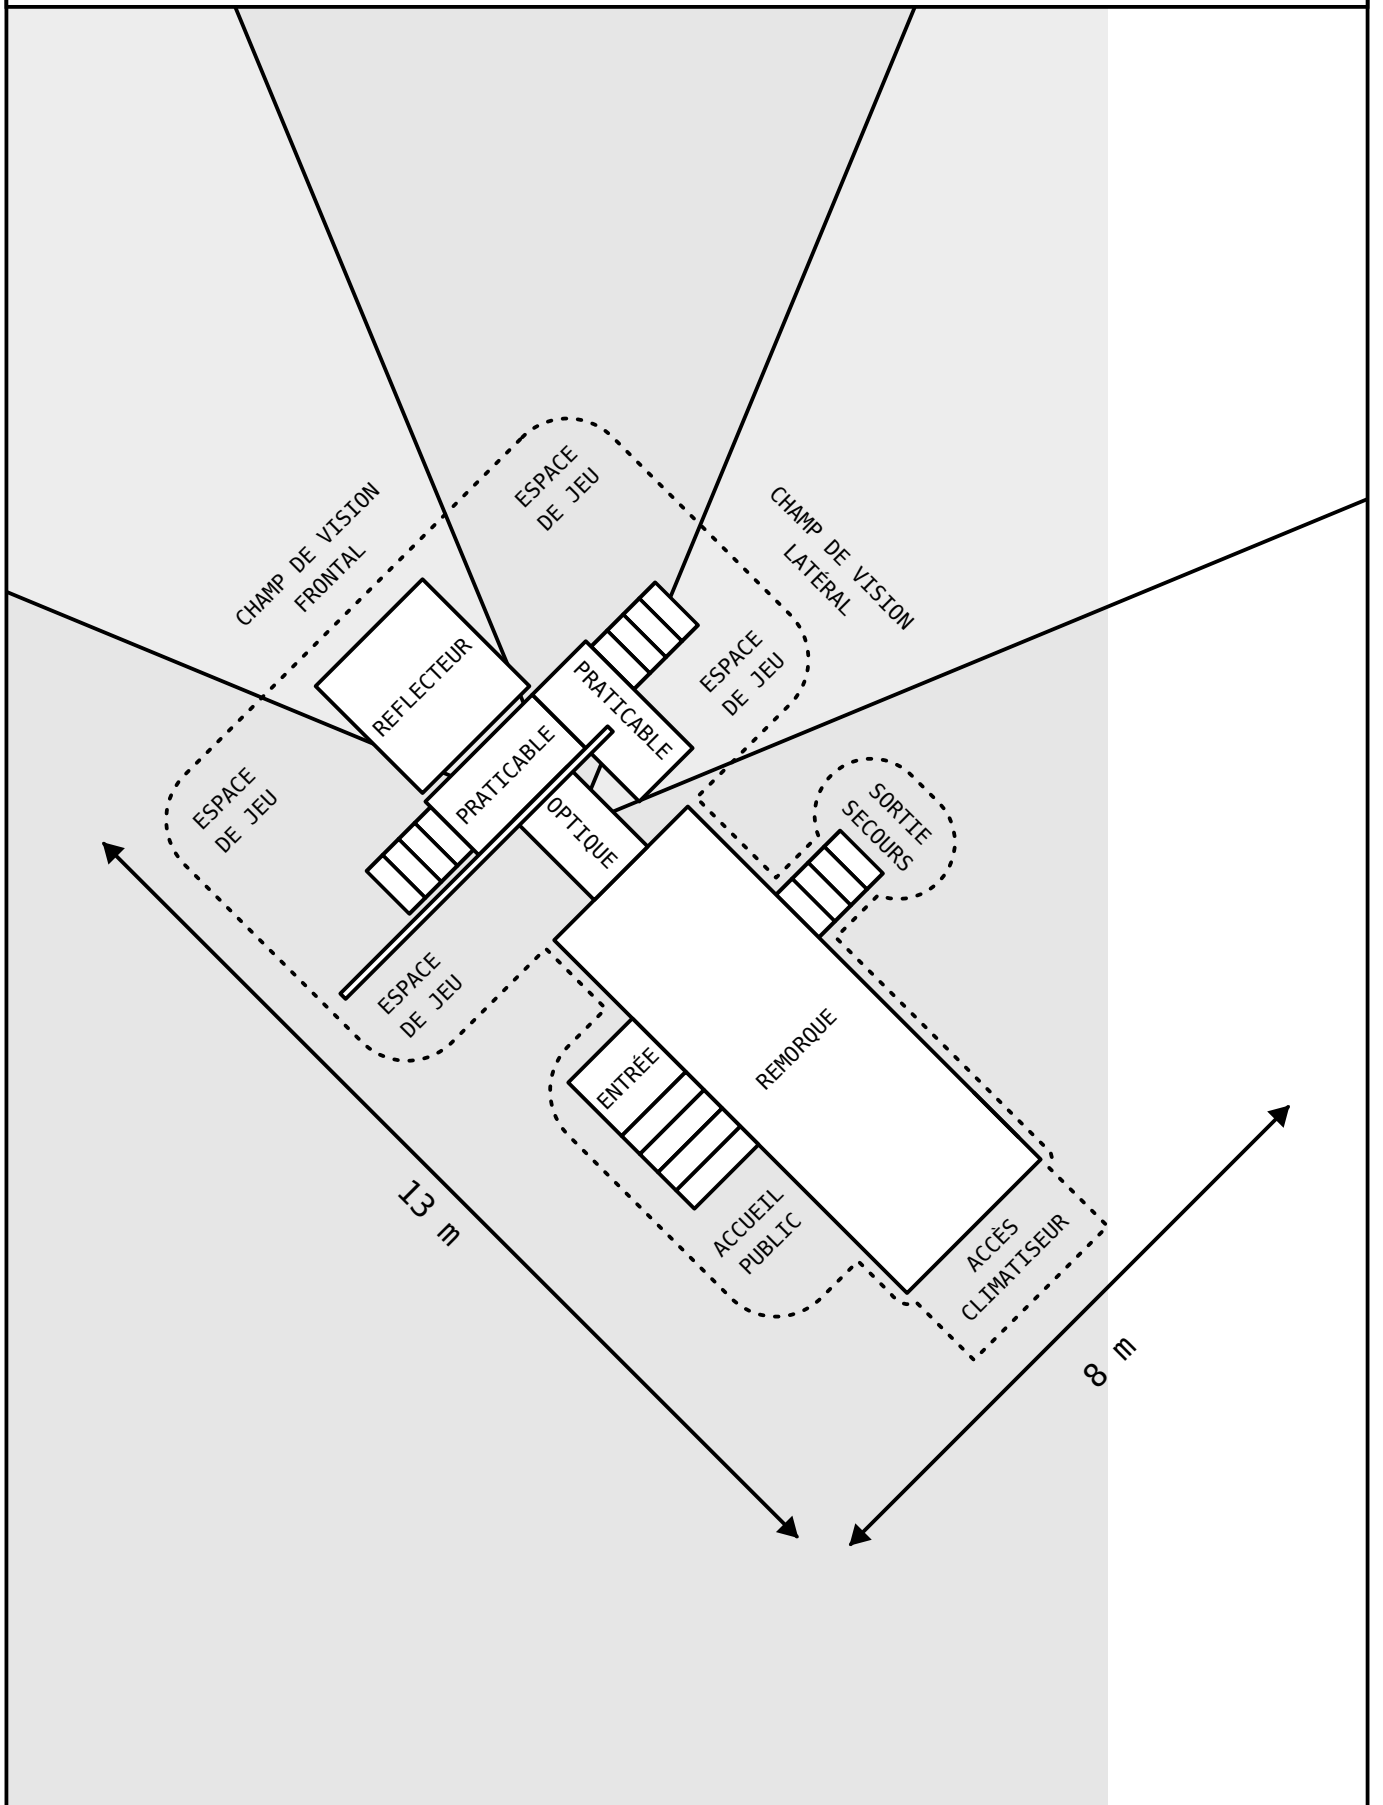 ESPACE
DE JEU
CHAMP DE VISION
FRONTAL
CHAMP DE VISION
LATÉRAL
REFLECTEUR
PRATICABLE
ESPACE
DE JEU
PRATICABLE
ESPACE
DE JEU
OPTIQUE
SORTIE
SECOURS
ESPACE
DE JEU
REMORQUE
ENTRÉE
13 m
ACCUEIL
PUBLIC
ACCÈS
CLIMATISEUR
8 m